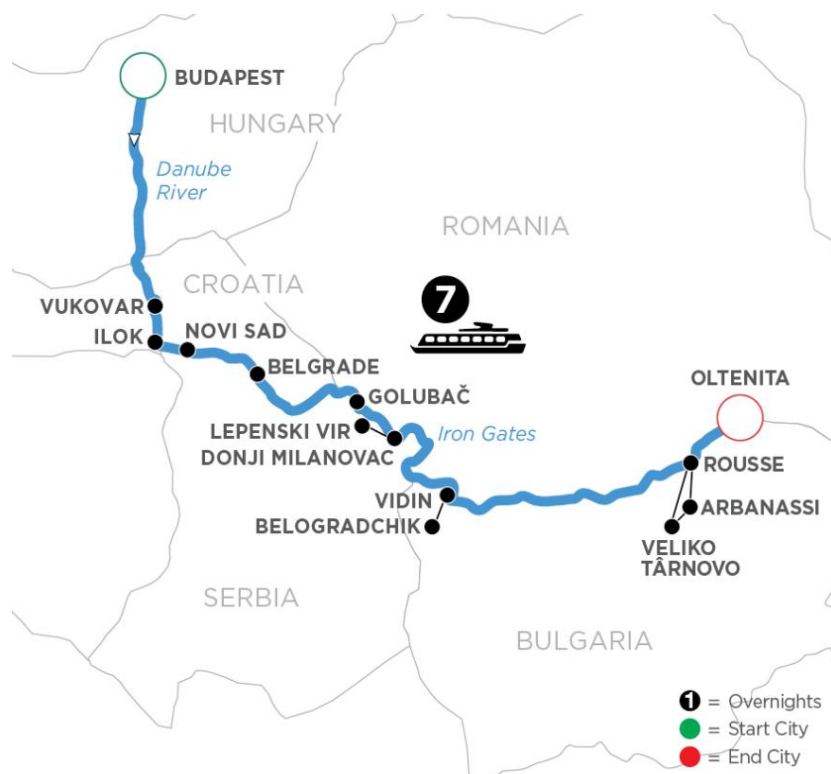 BUDAPEST
HUNGARY
Danube
River
ROMANIA
CROATIA
VUKOVAR
7
ILOK
NOVI SAD
BELGRADE
OLTENITA
GOLUBAČ
LEPENSKI VIR
Iron Gates
DONJI MILANOVAC
ROUSSE
VIDIN
ARBANASSI
BELOGRADCHIK
VELIKO
TÂRNOVO
SERBIA
BULGARIA
1 = Overnights
= Start City
= End City